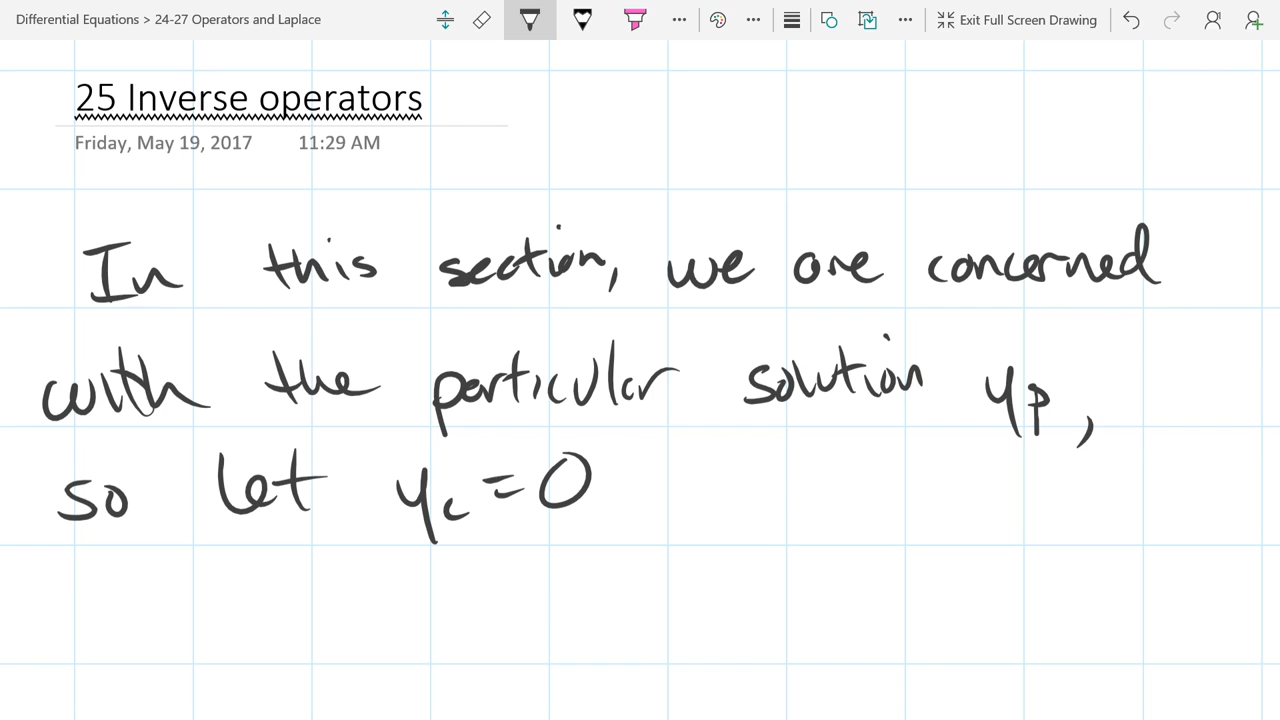 Differential Equations > 24-27 Operators and Laplace
Exit Full Screen Drawing
25 Inverse operators
Friday, May 19, 2017 11:29 AM
In this section, we are concerned
with the particular solution yp,
so let yc = 0